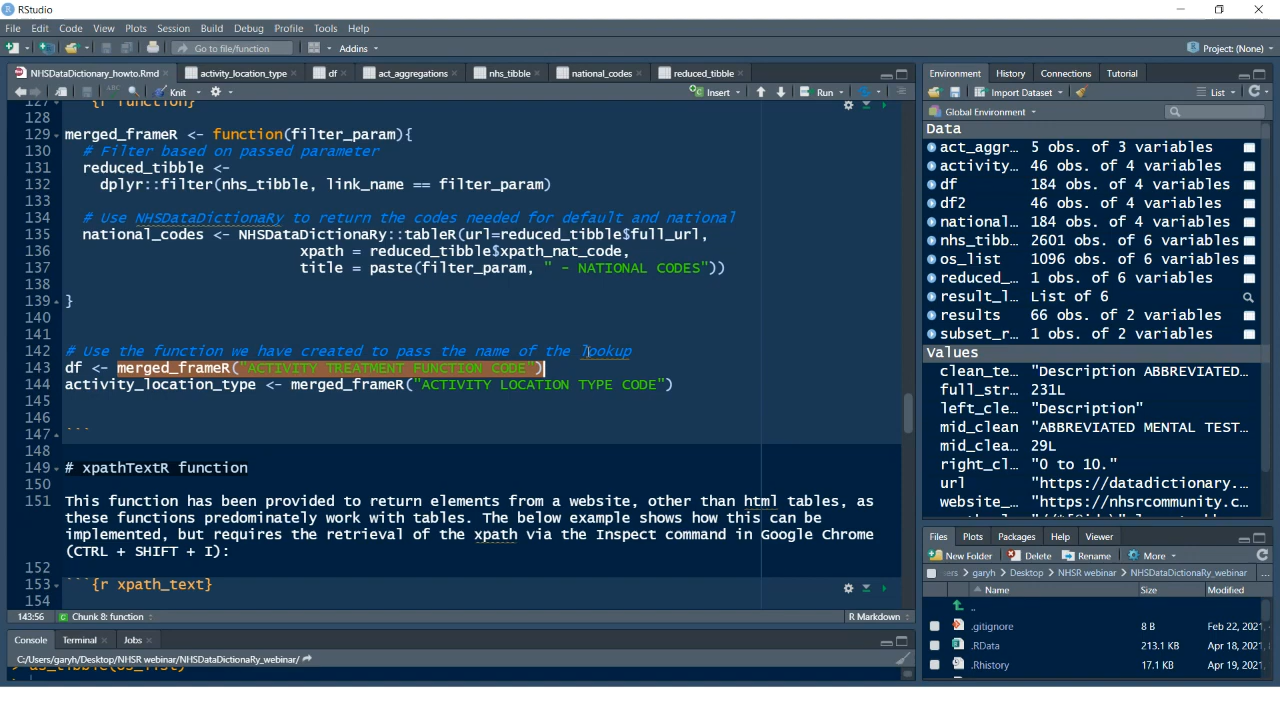 RStudio
File Edit Code View Plots Session Build Debug Profile Tools Help
Go to file/function Addins Project: (None)
NHSDataDictionary_howto.Rmd activity_location_type df act_aggregations nhs_tibble national_codes reduced_tibble
Knit Insert Run
127 {r function}
128
129 merged_frameR <- function(filter_param){
130 # Filter based on passed parameter
131 reduced_tibble <-
132 dplyr::filter(nhs_tibble, link_name == filter_param)
133
134 # Use NHSDataDictionaRy to return the codes needed for default and national
135 national_codes <- NHSDataDictionaRy::tableR(url=reduced_tibble$full_url,
136 xpath = reduced_tibble$xpath_nat_code,
137 title = paste(filter_param, " - NATIONAL CODES"))
138
139 }
140
141
142 # Use the function we have created to pass the name of the lookup
143 df <- merged_frameR("ACTIVITY TREATMENT FUNCTION CODE")
144 activity_location_type <- merged_frameR("ACTIVITY LOCATION TYPE CODE")
145
146
147 ```
148
149 # xpathTextR function
150
151 This function has been provided to return elements from a website, other than html tables, as
these functions predominately work with tables. The below example shows how this can be
implemented, but requires the retrieval of the xpath via the Inspect command in Google Chrome
(CTRL + SHIFT + I):
152
153 ```{r xpath_text}
154
143:56 Chunk 8: function R Markdown
Console Terminal Jobs
C:/Users/garyh/Desktop/NHSR webinar/NHSDataDictionaRy_webinar/
> as_tibble(os_list)
Environment History Connections Tutorial
Import Dataset List
Global Environment
Data
act_aggr… 5 obs. of 3 variables
activity… 46 obs. of 4 variables
df 184 obs. of 4 variables
df2 46 obs. of 4 variables
national… 184 obs. of 4 variables
nhs_tibb… 2601 obs. of 6 variables
os_list 1096 obs. of 6 variables
reduced_… 1 obs. of 6 variables
result_l… List of 6
results 66 obs. of 2 variables
subset_r… 1 obs. of 2 variables
Values
clean_te… "Description ABBREVIATED…
full_str… 231L
left_cle… "Description"
mid_clean "ABBREVIATED MENTAL TEST…
mid_clea… 29L
right_cl… "0 to 10."
url "https://datadictionary.…
website_… "https://nhsrcommunity.c…
Files Plots Packages Help Viewer
New Folder Delete Rename More
ers > garyh > Desktop > NHSR webinar > NHSDataDictionaRy_webinar ...
Name Size Modified
..
.gitignore 8 B Feb 22, 2021,
.RData 213.1 KB Apr 18, 2021,
.Rhistory 17.1 KB Apr 19, 2021,